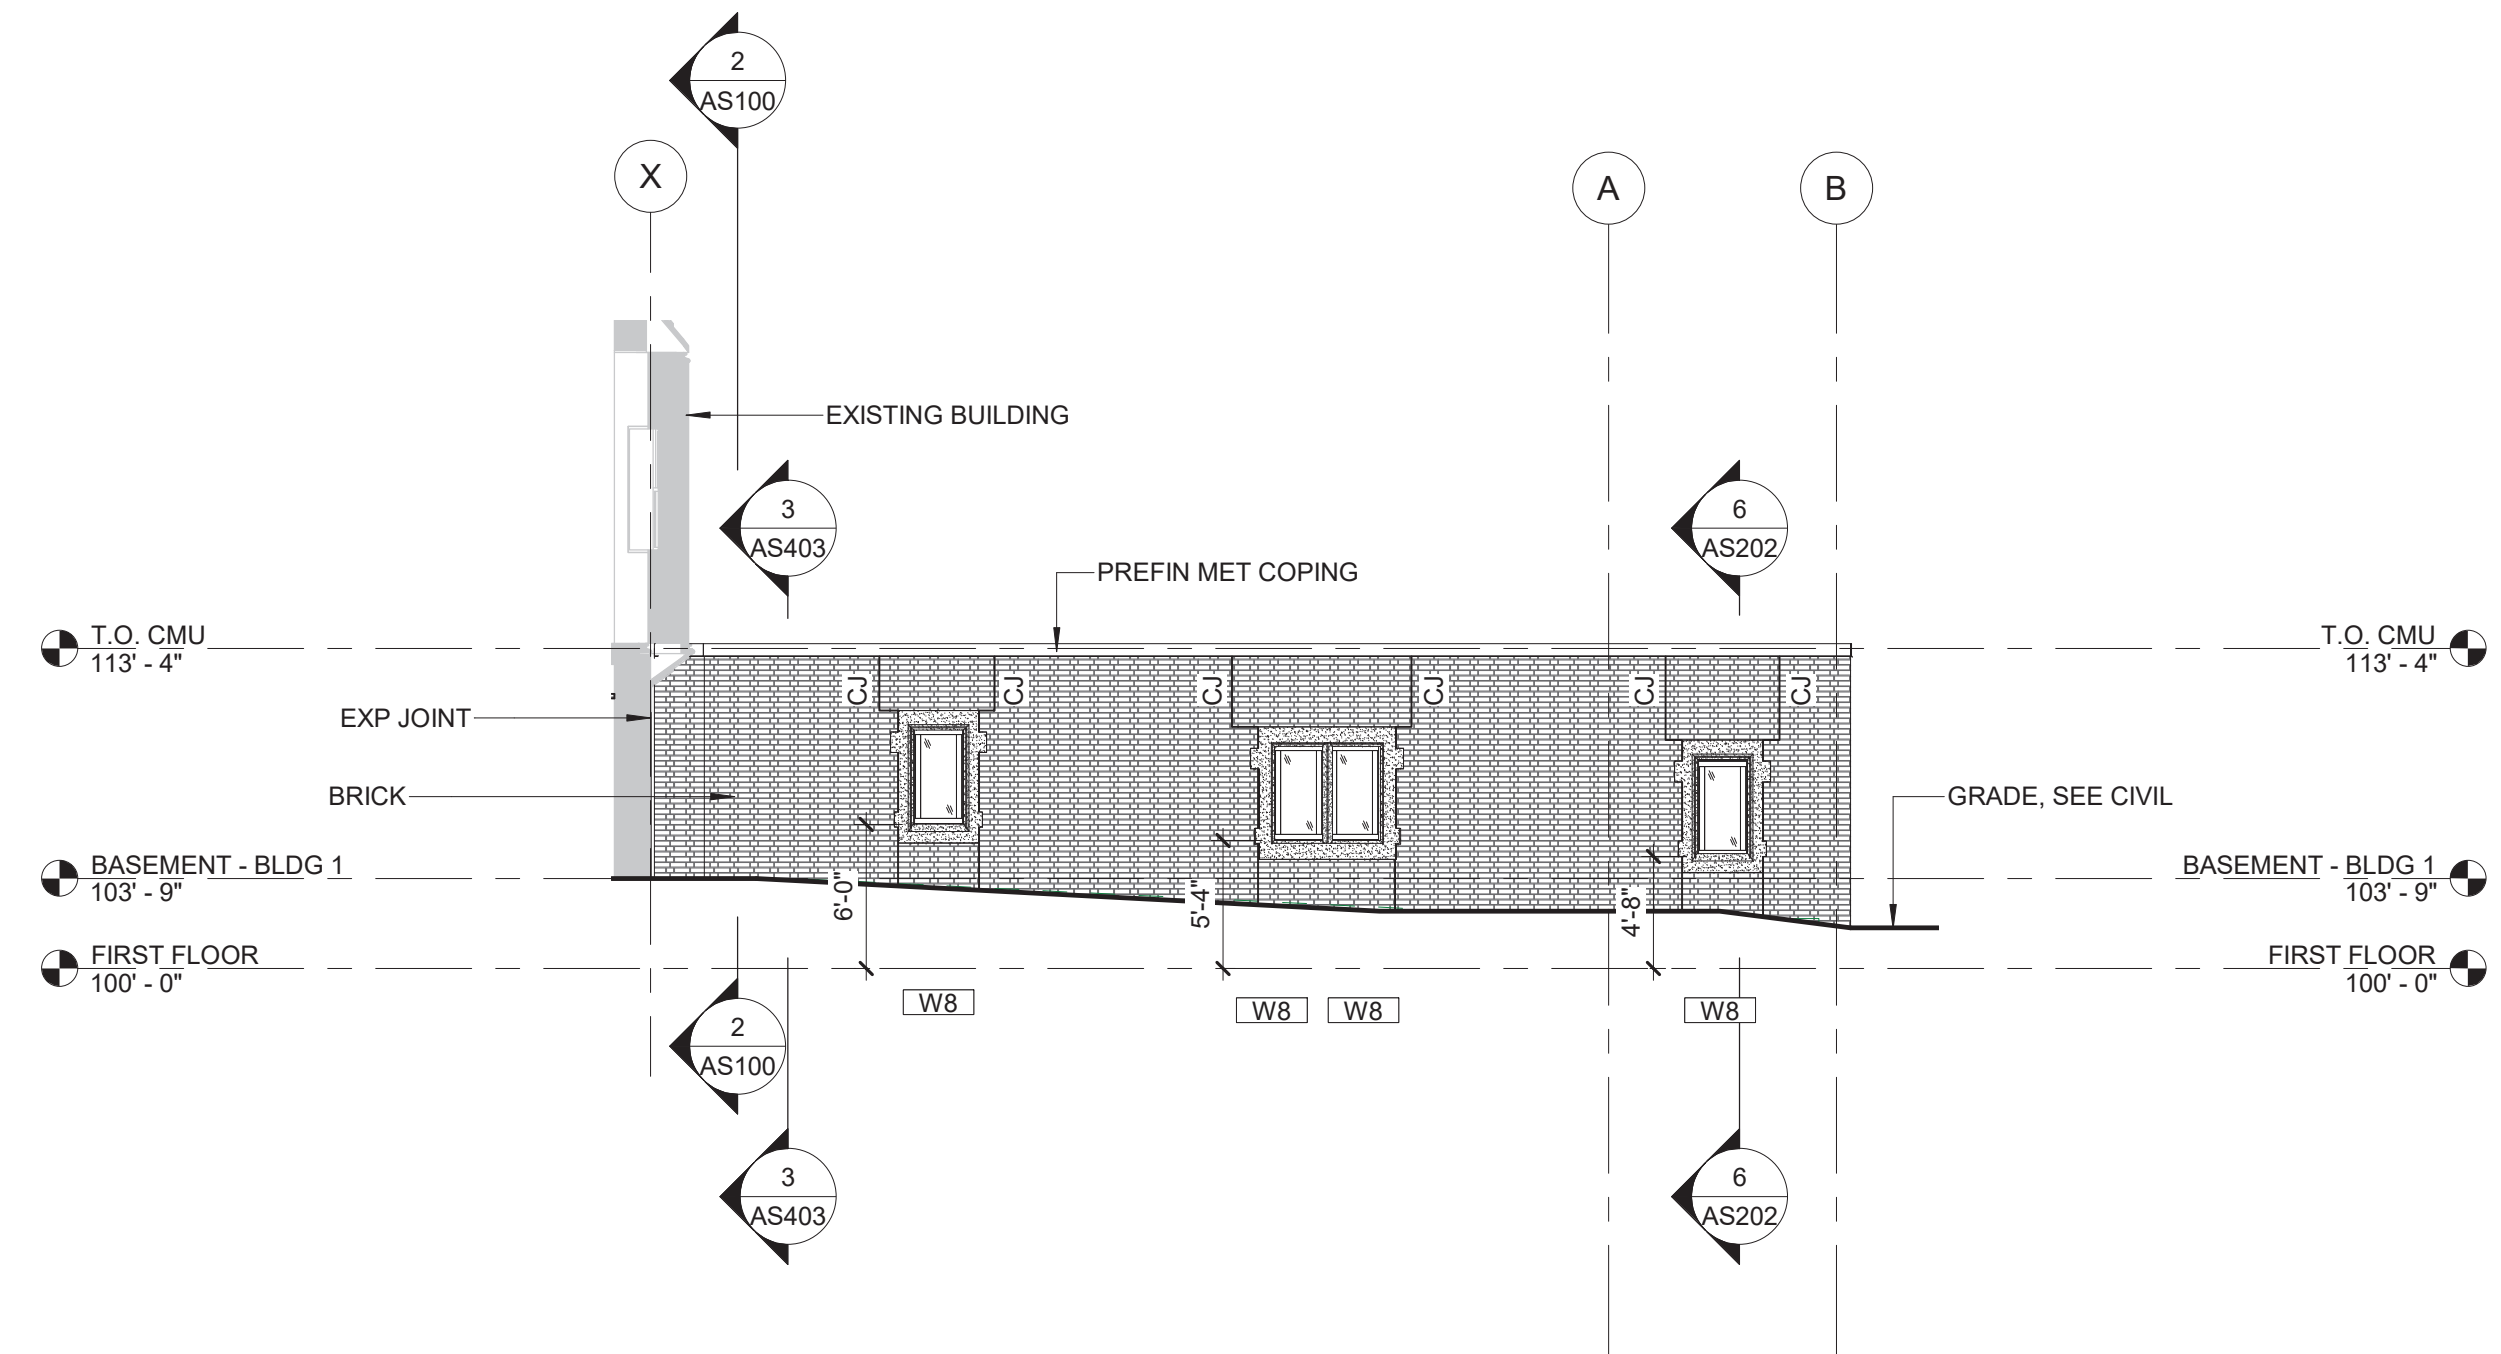 2
AS100
X
A
B
EXISTING BUILDING
3
AS403
6
AS202
PREFIN MET COPING
T.O. CMU
113' - 4"
T.O. CMU
113' - 4"
CJ
CJ
CJ
CJ
CJ
CJ
EXP JOINT
BRICK
GRADE, SEE CIVIL
BASEMENT - BLDG 1
103' - 9"
BASEMENT - BLDG 1
103' - 9"
6'-0"
5'-4"
4'-8"
FIRST FLOOR
100' - 0"
FIRST FLOOR
100' - 0"
W8
W8
W8
W8
2
AS100
3
AS403
6
AS202